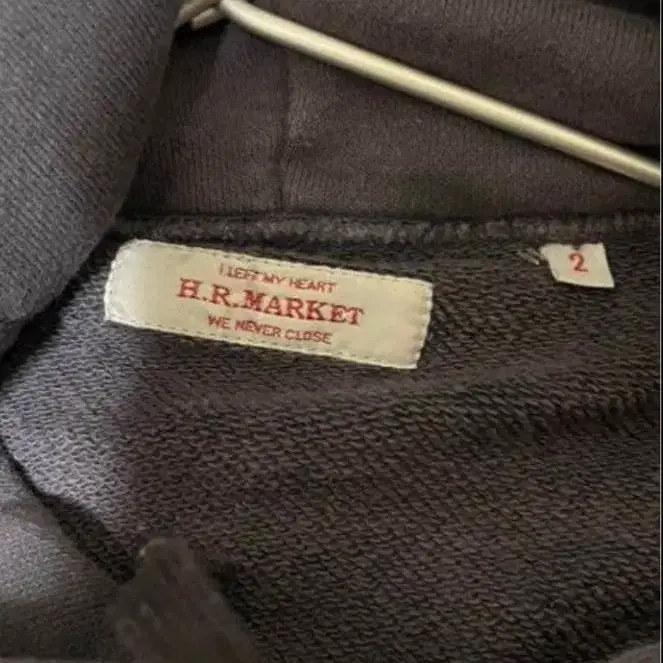 I LEFT MY HEART
H.R.MARKET
WE NEVER CLOSE
2